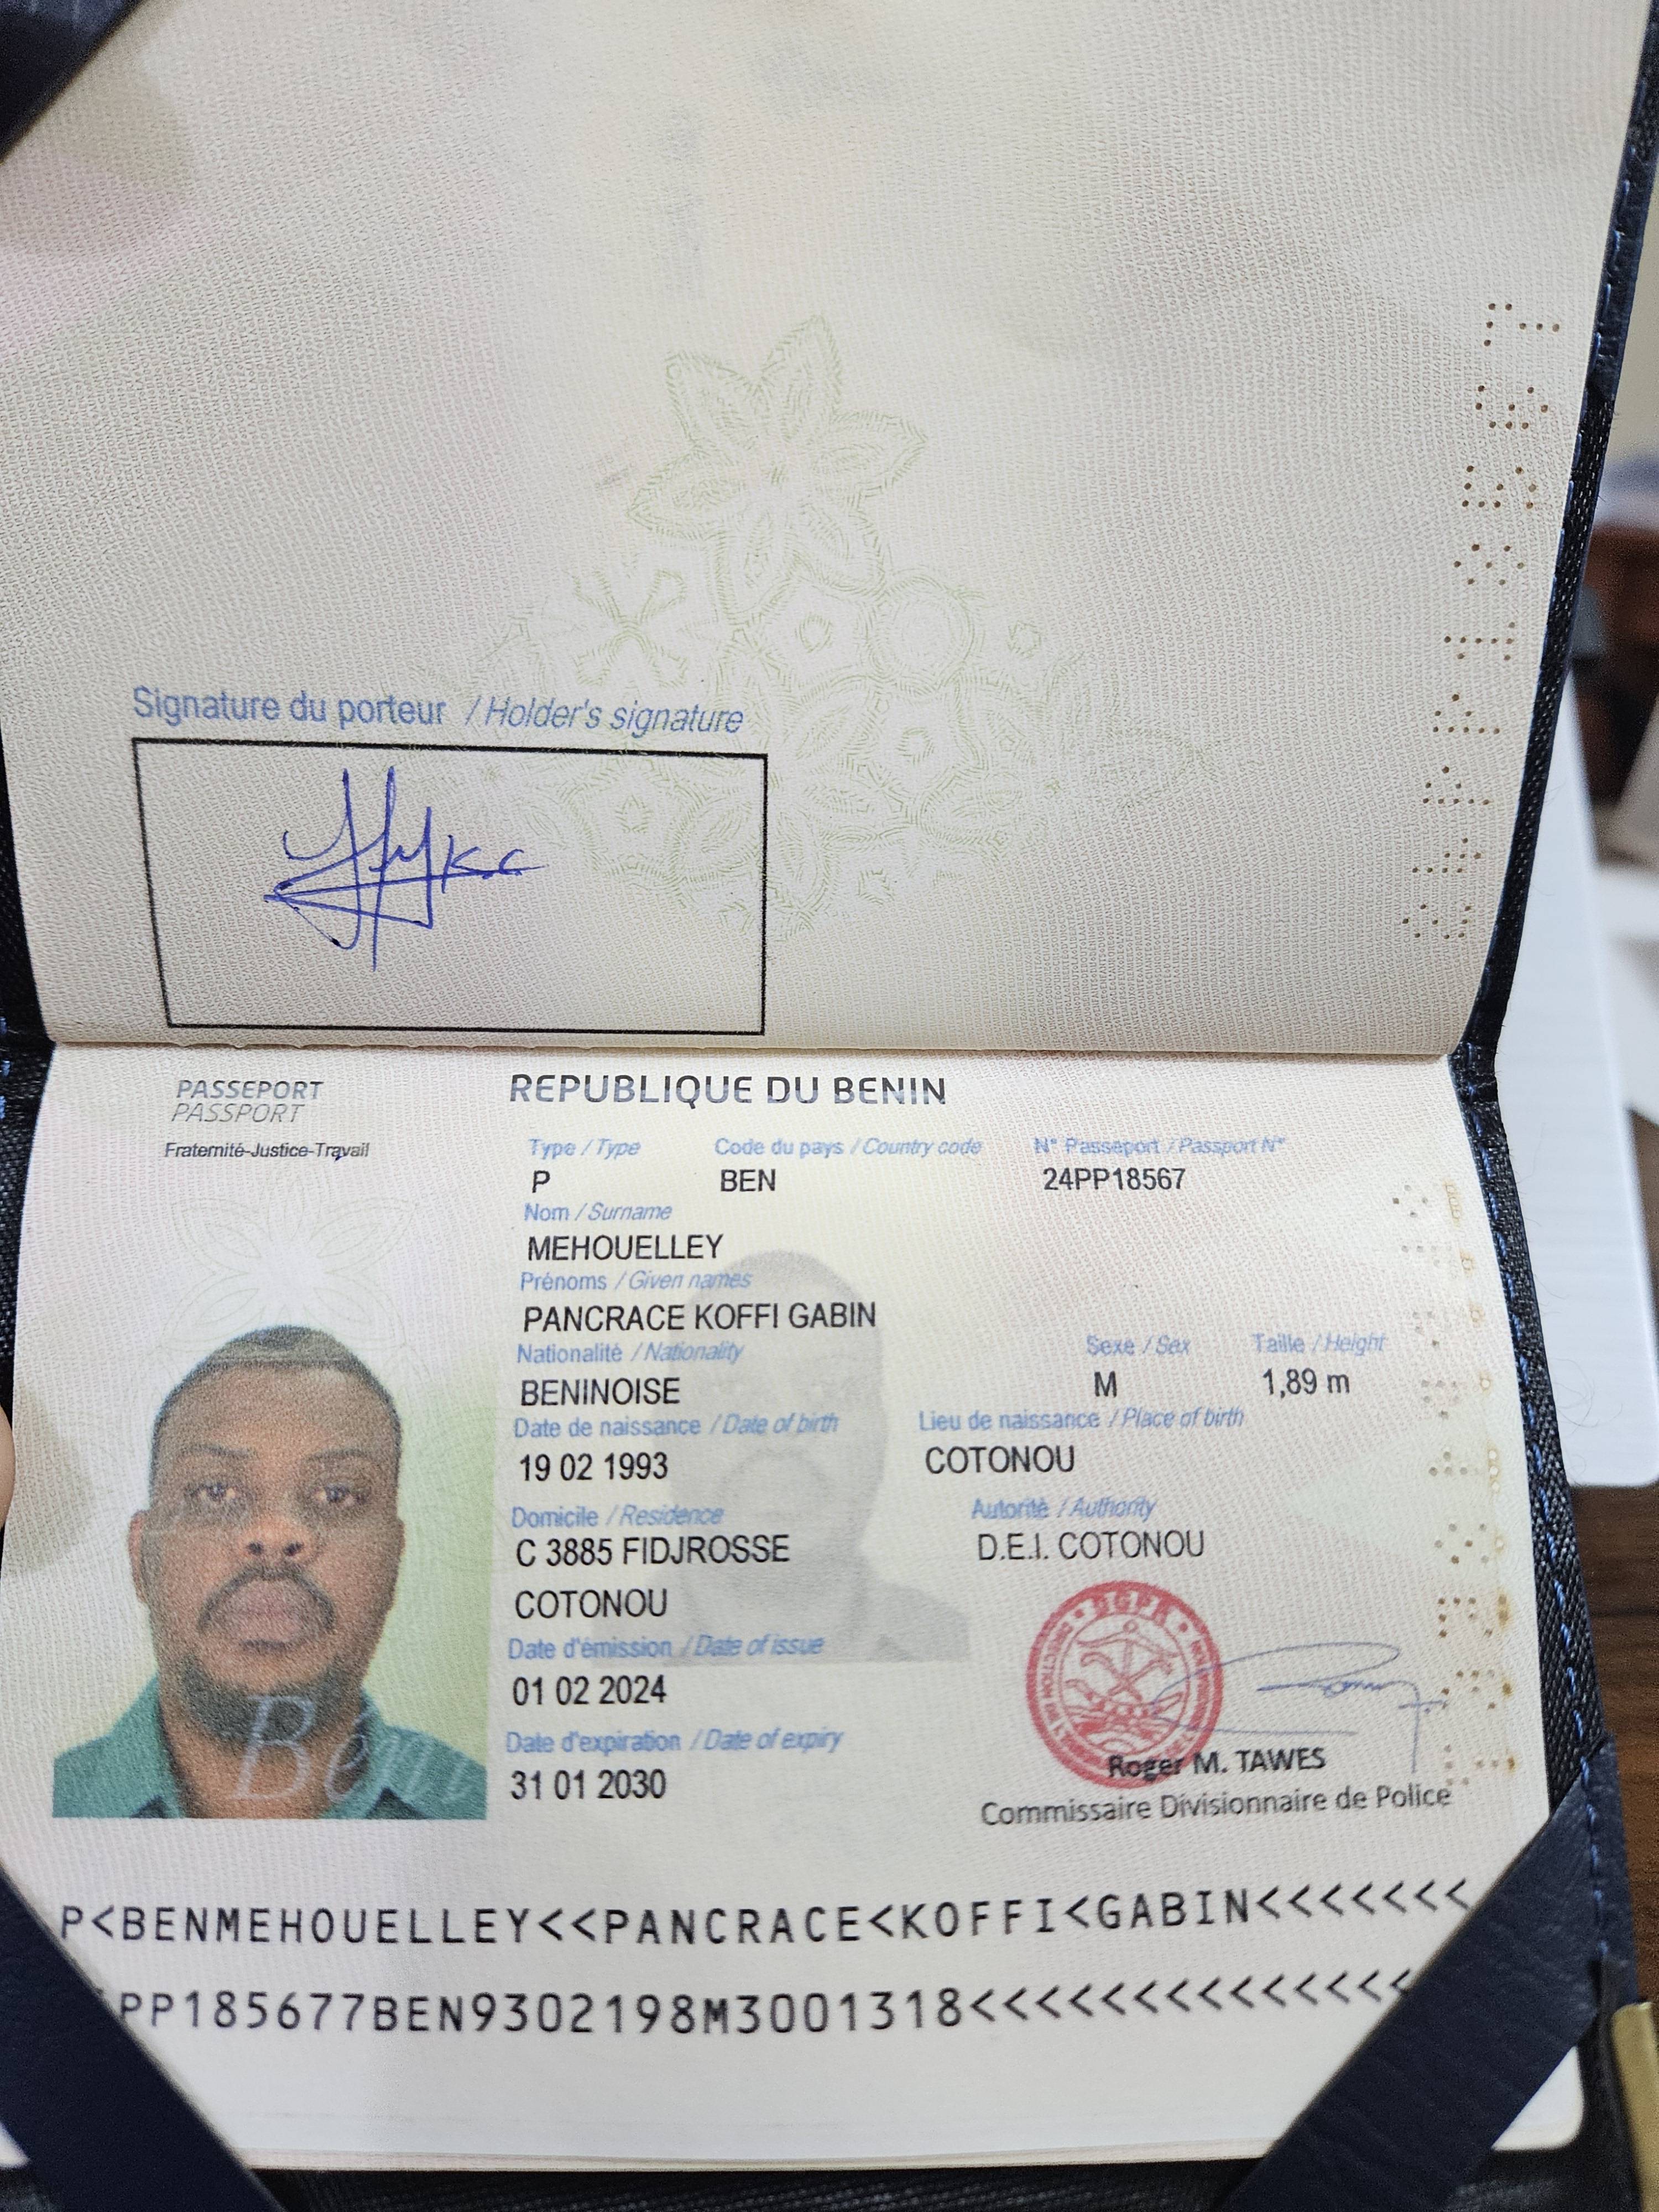 Signature du porteur / Holder's signature
PASSEPORT
PASSPORT
Fraternité-Justice-Travail
REPUBLIQUE DU BENIN
Type / Type Code du pays / Country code N° Passeport / Passport N°
P BEN 24PP18567
Nom / Surname
MEHOUELLEY
Prénoms / Given names
PANCRACE KOFFI GABIN
Nationalité / Nationality Sexe / Sex Taille / Height
BENINOISE M 1,89 m
Date de naissance / Date of birth Lieu de naissance / Place of birth
19 02 1993 COTONOU
Domicile / Residence Autorité / Authority
C 3885 FIDJROSSE D.E.I. COTONOU
COTONOU
Date d'émission / Date of issue
01 02 2024
Date d'expiration / Date of expiry
31 01 2030
Roger M. TAWES
Commissaire Divisionnaire de Police
P<BENMEHOUELLEY<<PANCRACE<KOFFI<GABIN<<<<<<<
PP185677BEN9302198M3001318<<<<<<<<<<<<<<